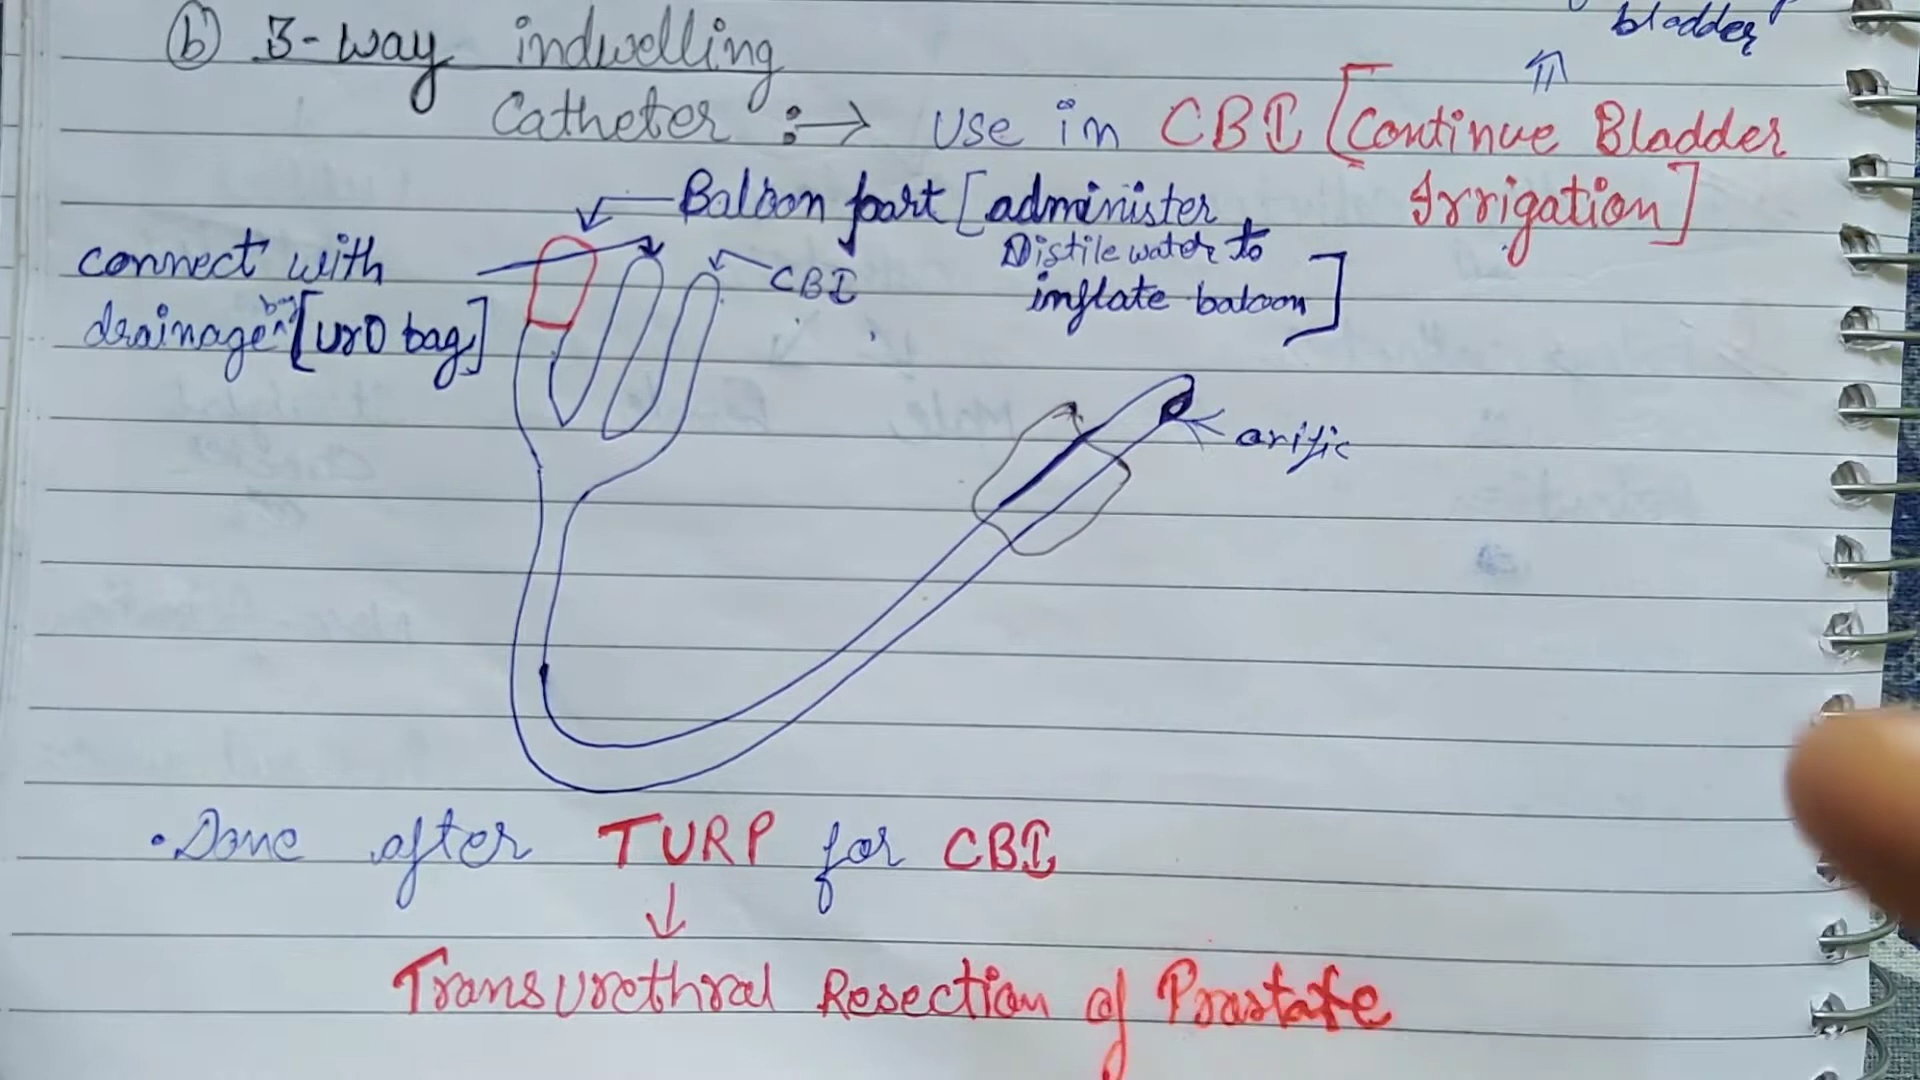 bladder
(b) 3-way indwelling
Catheter :→ Use in CBI [Continue Bladder
Irrigation]
Baloon part [administer
Distile water to
inflate baloon]
connect with
drainage bag [uro bag]
CBI
orific
• Done after TURP for CBI
↓
Transurethral Resection of Prostate